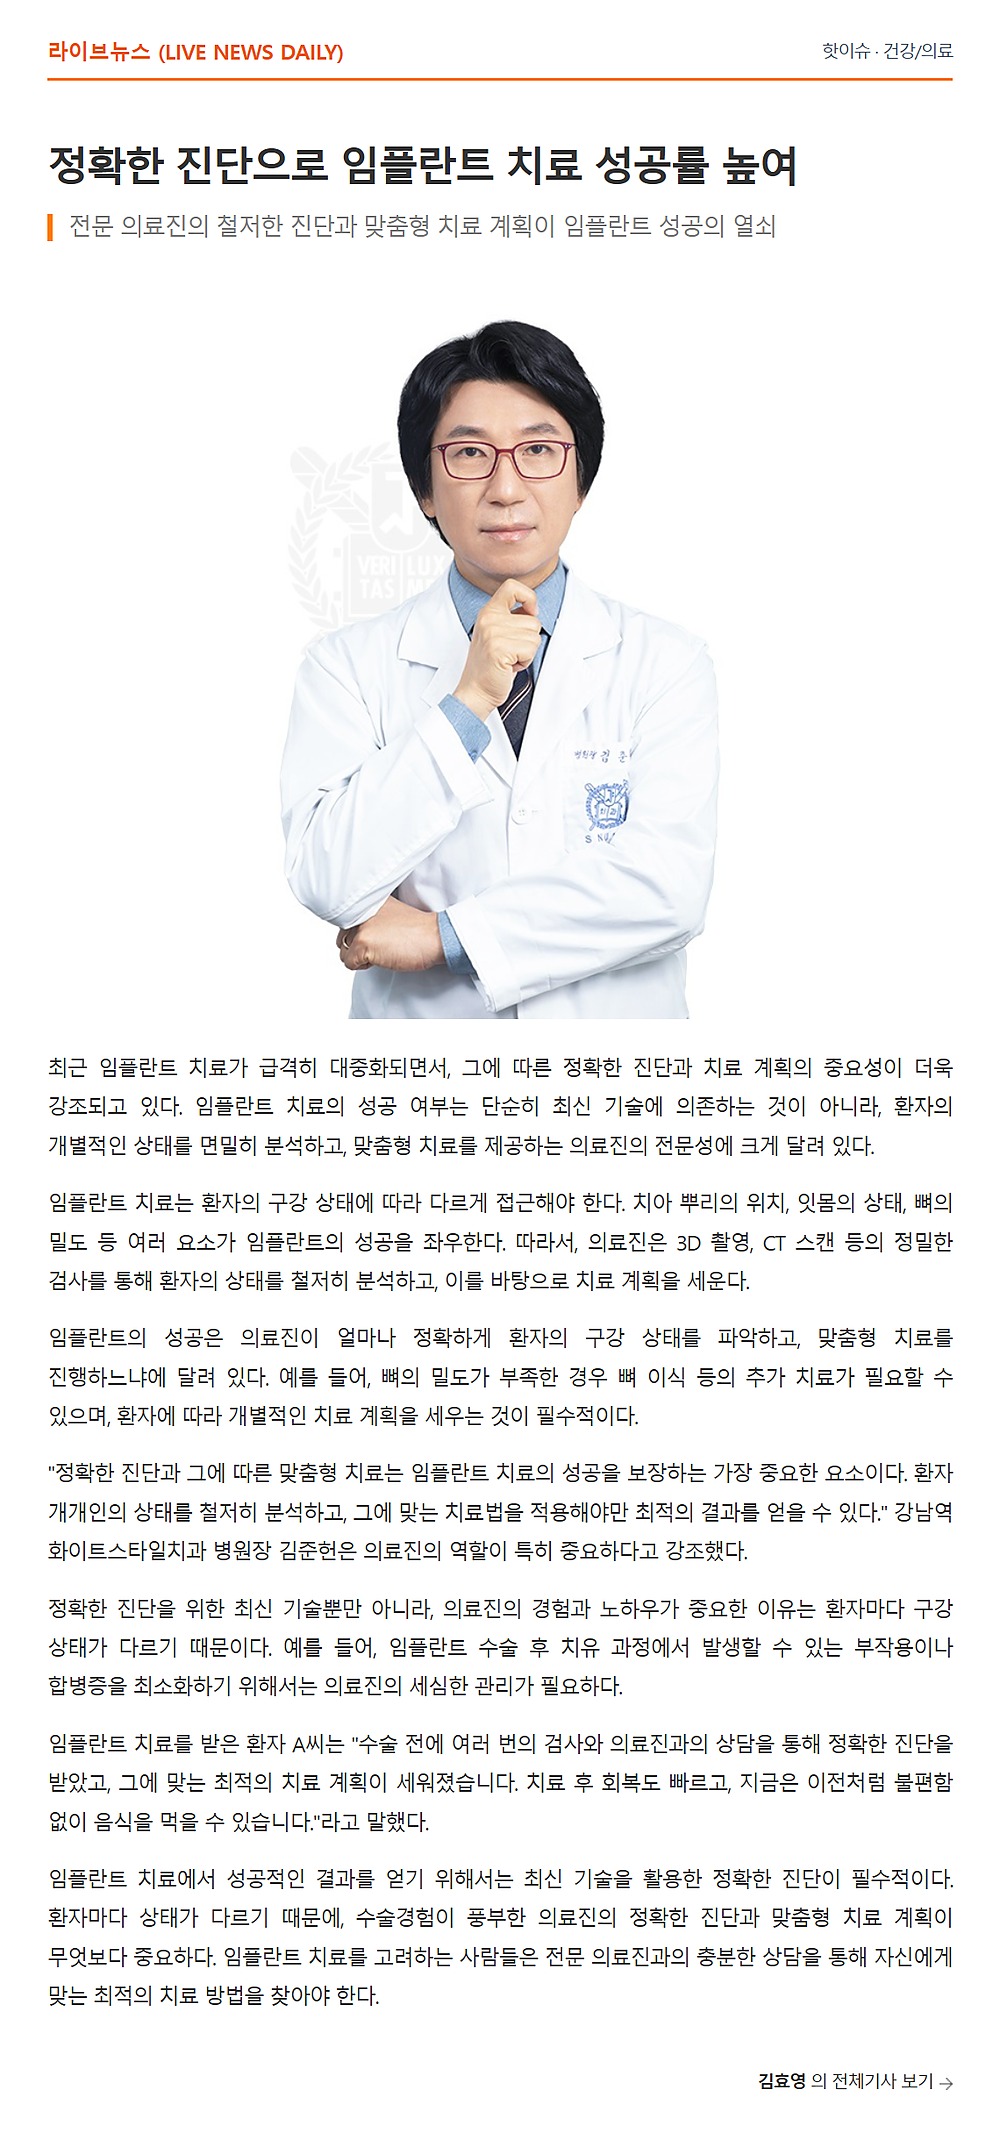 라이브뉴스 (LIVE NEWS DAILY)
핫이슈 · 건강/의료
정확한 진단으로 임플란트 치료 성공률 높여
전문 의료진의 철저한 진단과 맞춤형 치료 계획이 임플란트 성공의 열쇠
VERI LUX
TAS ME
병원장 김준
SNU
최근 임플란트 치료가 급격히 대중화되면서, 그에 따른 정확한 진단과 치료 계획의 중요성이 더욱
강조되고 있다. 임플란트 치료의 성공 여부는 단순히 최신 기술에 의존하는 것이 아니라, 환자의
개별적인 상태를 면밀히 분석하고, 맞춤형 치료를 제공하는 의료진의 전문성에 크게 달려 있다.
임플란트 치료는 환자의 구강 상태에 따라 다르게 접근해야 한다. 치아 뿌리의 위치, 잇몸의 상태, 뼈의
밀도 등 여러 요소가 임플란트의 성공을 좌우한다. 따라서, 의료진은 3D 촬영, CT 스캔 등의 정밀한
검사를 통해 환자의 상태를 철저히 분석하고, 이를 바탕으로 치료 계획을 세운다.
임플란트의 성공은 의료진이 얼마나 정확하게 환자의 구강 상태를 파악하고, 맞춤형 치료를
진행하느냐에 달려 있다. 예를 들어, 뼈의 밀도가 부족한 경우 뼈 이식 등의 추가 치료가 필요할 수
있으며, 환자에 따라 개별적인 치료 계획을 세우는 것이 필수적이다.
"정확한 진단과 그에 따른 맞춤형 치료는 임플란트 치료의 성공을 보장하는 가장 중요한 요소이다. 환자
개개인의 상태를 철저히 분석하고, 그에 맞는 치료법을 적용해야만 최적의 결과를 얻을 수 있다." 강남역
화이트스타일치과 병원장 김준헌은 의료진의 역할이 특히 중요하다고 강조했다.
정확한 진단을 위한 최신 기술뿐만 아니라, 의료진의 경험과 노하우가 중요한 이유는 환자마다 구강
상태가 다르기 때문이다. 예를 들어, 임플란트 수술 후 치유 과정에서 발생할 수 있는 부작용이나
합병증을 최소화하기 위해서는 의료진의 세심한 관리가 필요하다.
임플란트 치료를 받은 환자 A씨는 "수술 전에 여러 번의 검사와 의료진과의 상담을 통해 정확한 진단을
받았고, 그에 맞는 최적의 치료 계획이 세워졌습니다. 치료 후 회복도 빠르고, 지금은 이전처럼 불편함
없이 음식을 먹을 수 있습니다."라고 말했다.
임플란트 치료에서 성공적인 결과를 얻기 위해서는 최신 기술을 활용한 정확한 진단이 필수적이다.
환자마다 상태가 다르기 때문에, 수술경험이 풍부한 의료진의 정확한 진단과 맞춤형 치료 계획이
무엇보다 중요하다. 임플란트 치료를 고려하는 사람들은 전문 의료진과의 충분한 상담을 통해 자신에게
맞는 최적의 치료 방법을 찾아야 한다.
김효영 의 전체기사 보기 →